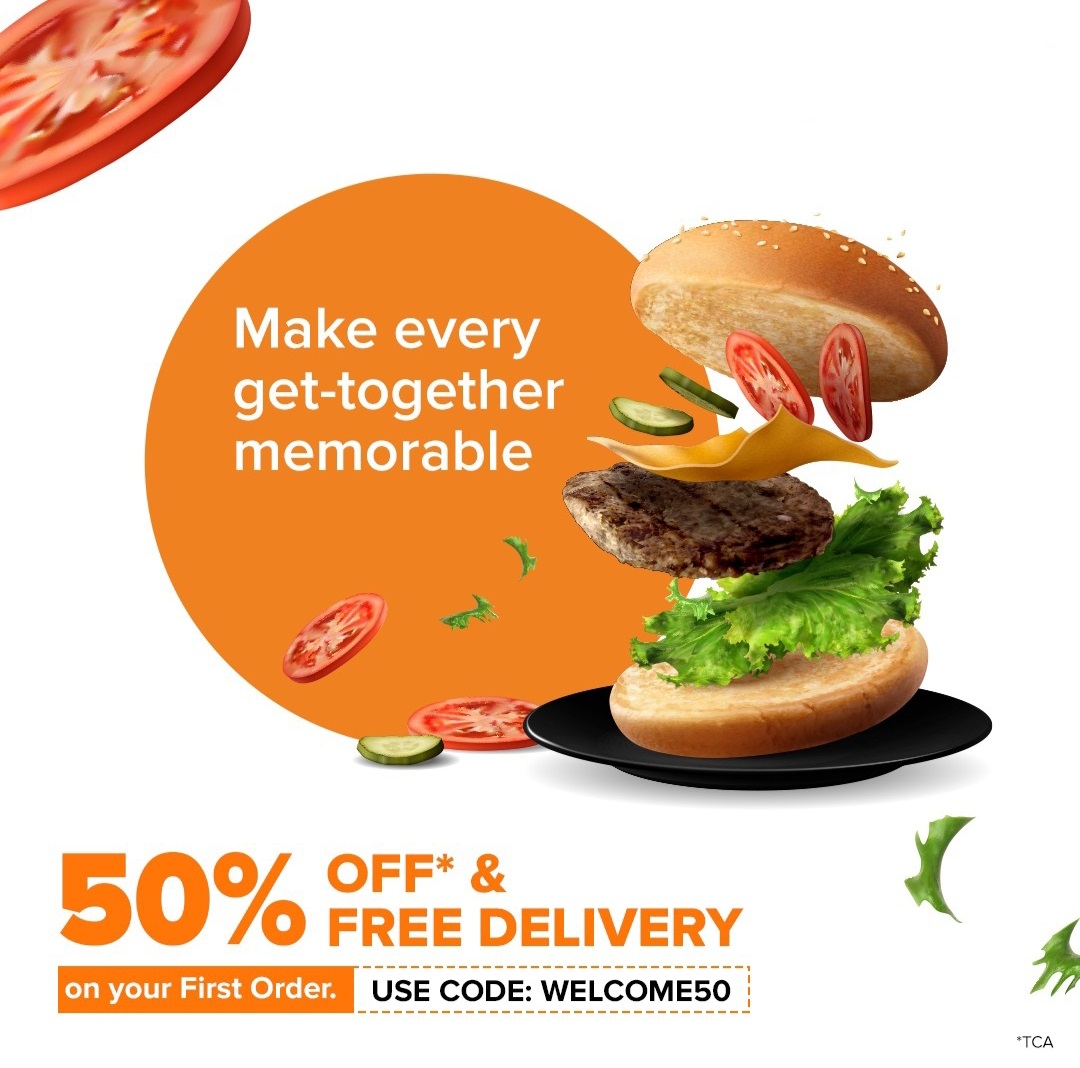 Make every
get-together
memorable
50% OFF* &
FREE DELIVERY
on your First Order. USE CODE: WELCOME50
*TCA